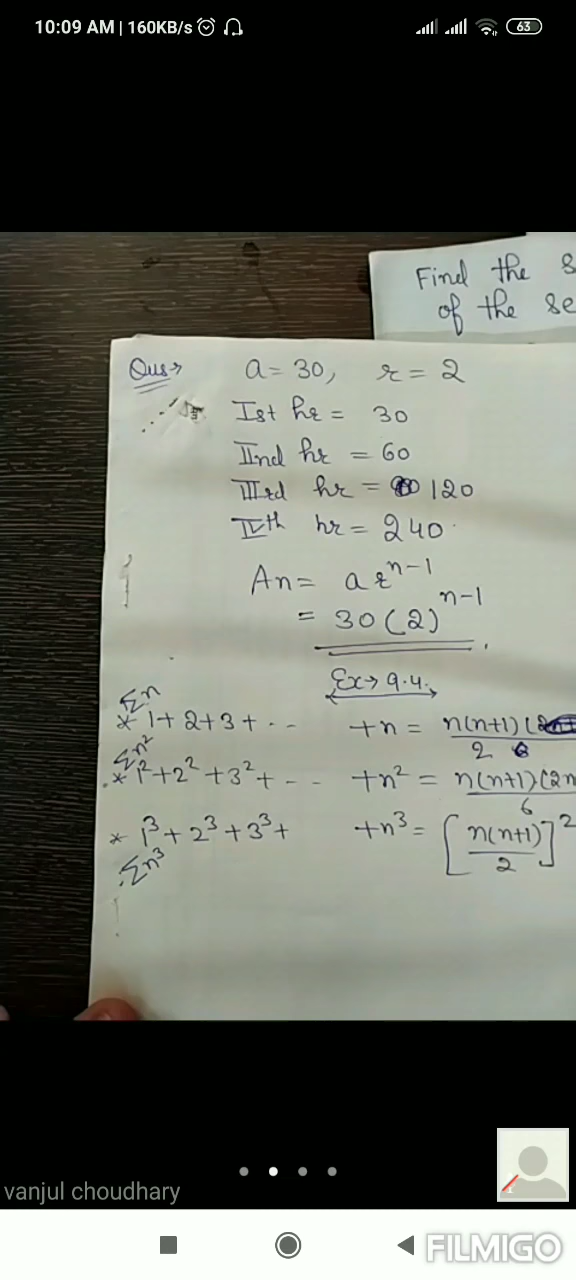 10:09 AM | 160KB/s
63
Find the S
of the se
Ques→ a = 30, r = 2
Ist hr = 30
IInd hr = 60
IIIrd hr = 120
IVth hr = 240
An = ar^(n-1)
= 30(2)^(n-1)
Ex→ 9.4.
Σn
* 1+2+3+ - - +n = n(n+1)/2
Σn²
* 1²+2²+3²+ - - +n² = n(n+1)(2n/6
* 1³+2³+3³+ +n³ = [n(n+1)/2]²
Σn³
vanjul choudhary
FILMIGO